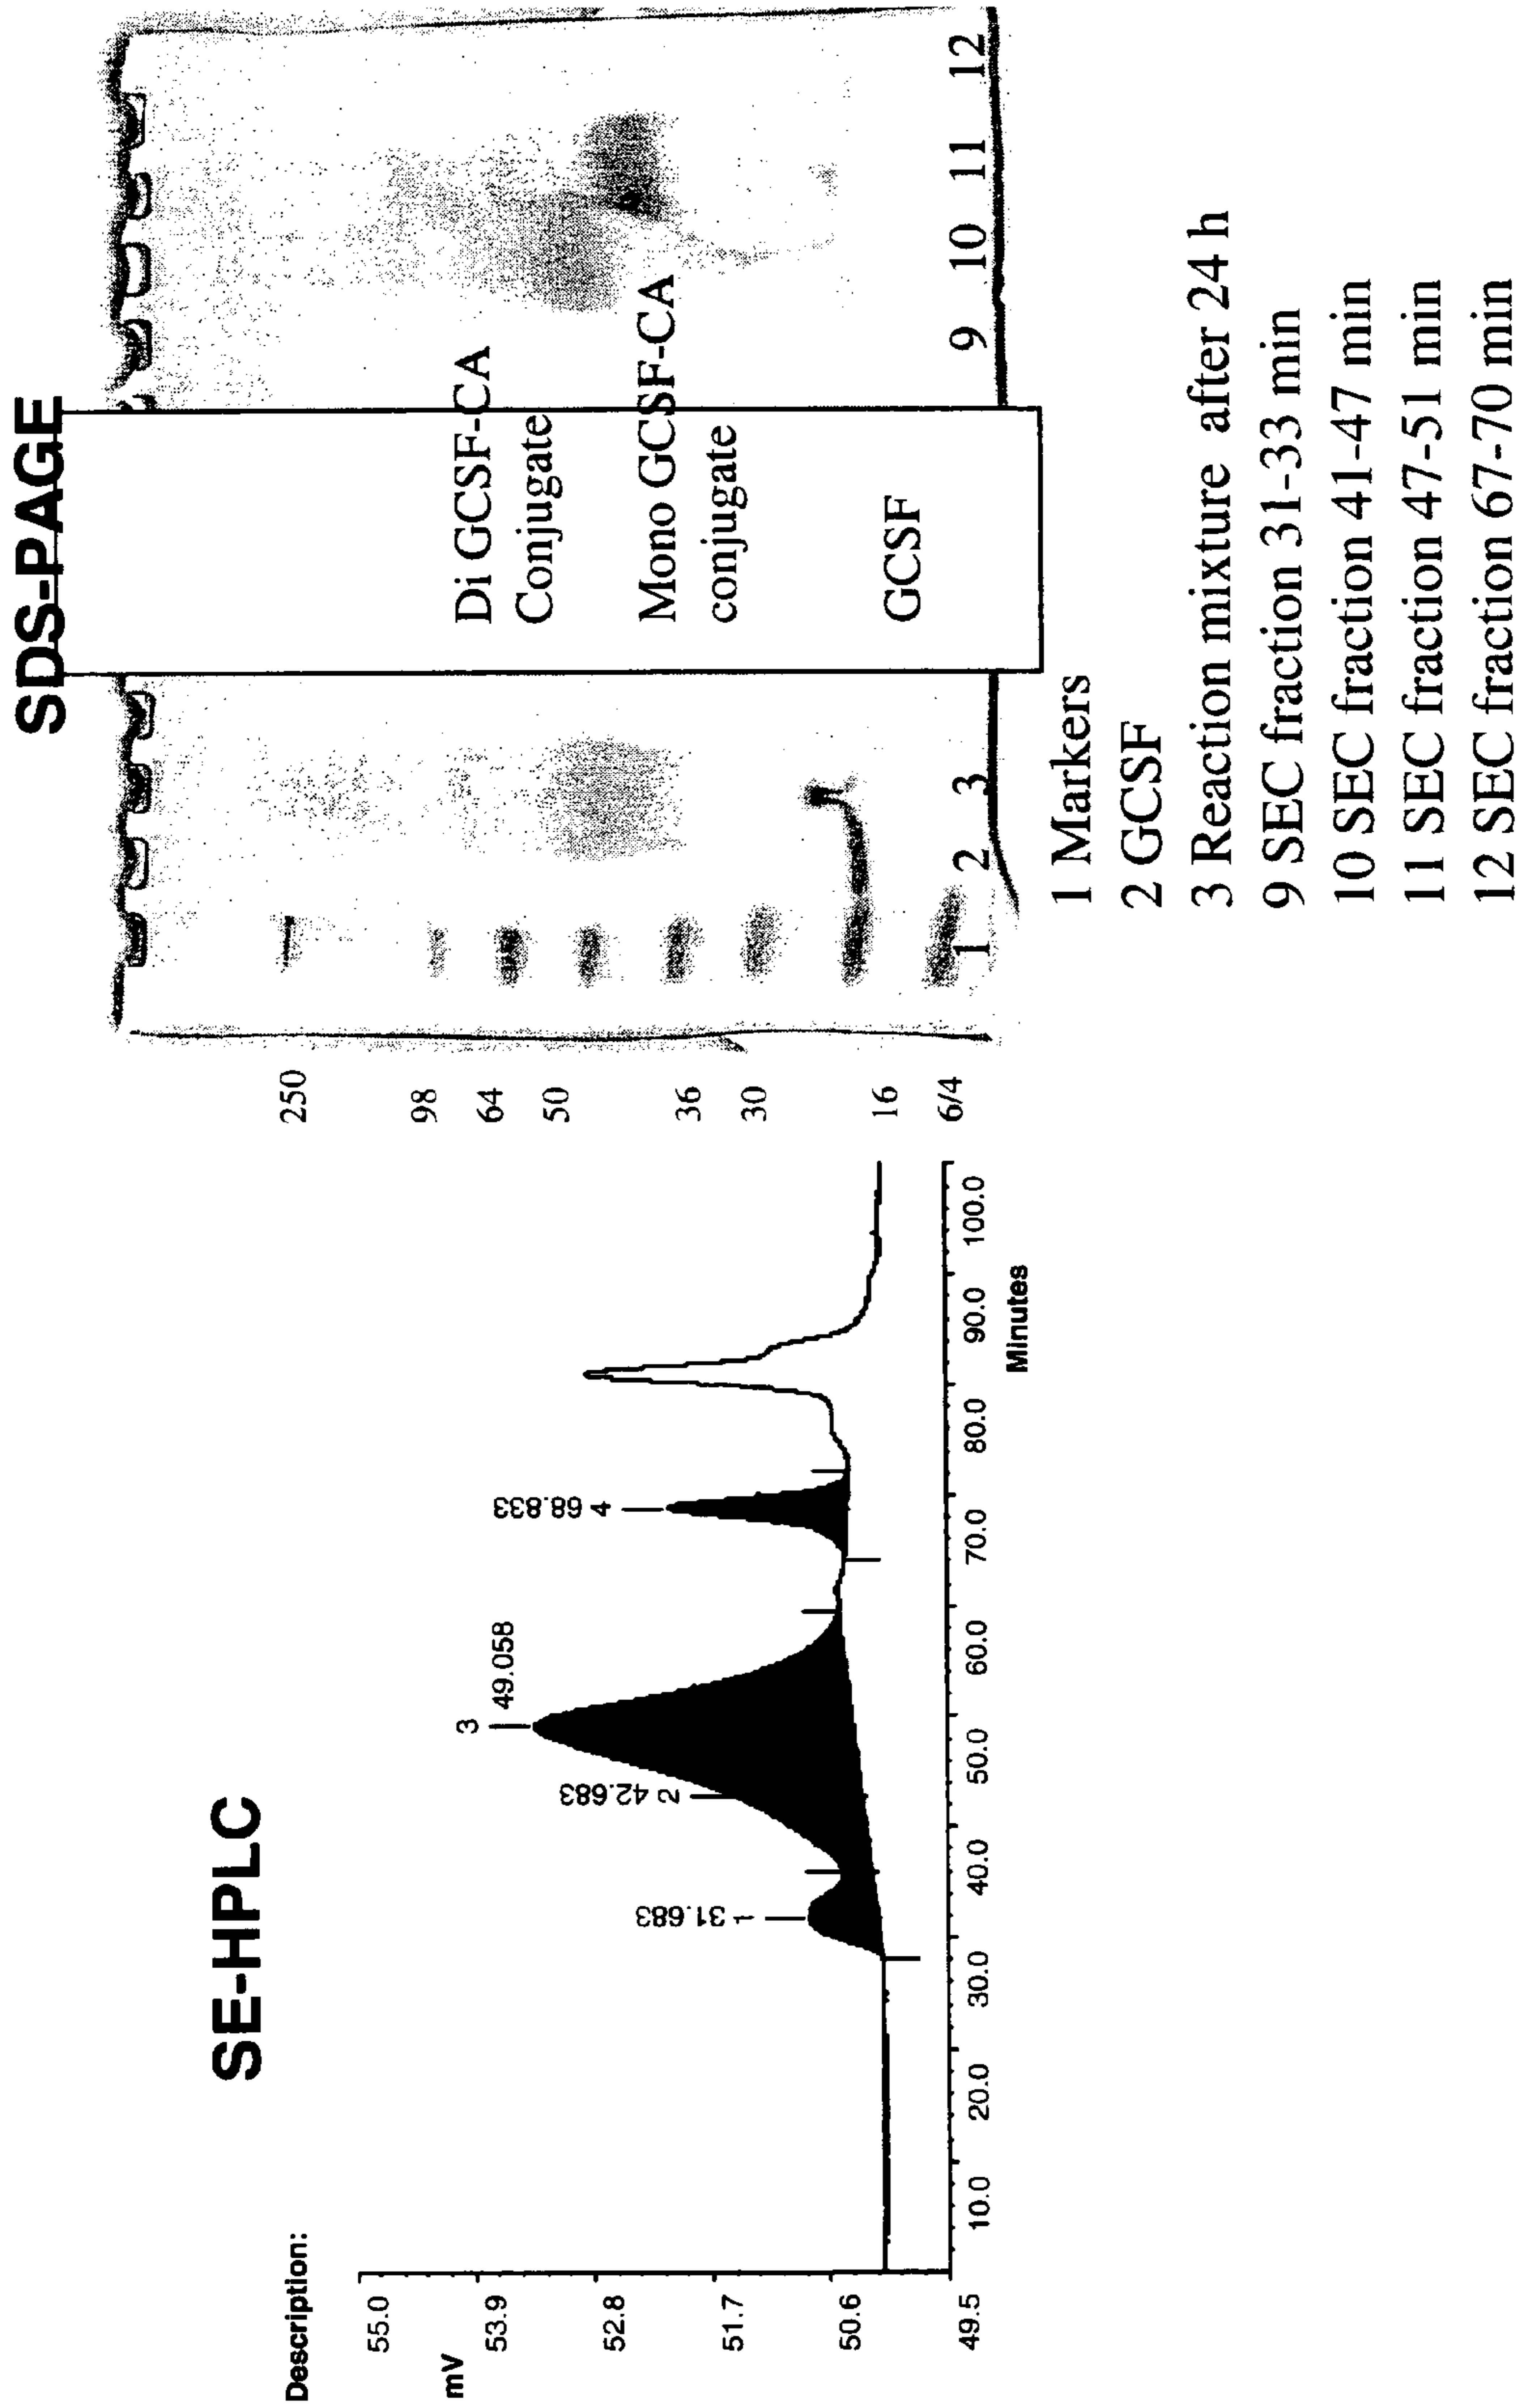 SE-HPLC
Description:
55.0
53.9
mV
52.8
51.7
50.6
49.5
1 31.683
2 42.683
3
49.058
4 68.833
10.0 20.0 30.0 40.0 50.0 60.0 70.0 80.0 90.0 100.0
Minutes
SDS-PAGE
250
98
64
50
36
30
16
6/4
Di GCSF-CA
Conjugate
Mono GCSF-CA
conjugate
GCSF
1 2 3 9 10 11 12
1 Markers
2 GCSF
3 Reaction mixture after 24 h
9 SEC fraction 31-33 min
10 SEC fraction 41-47 min
11 SEC fraction 47-51 min
12 SEC fraction 67-70 min